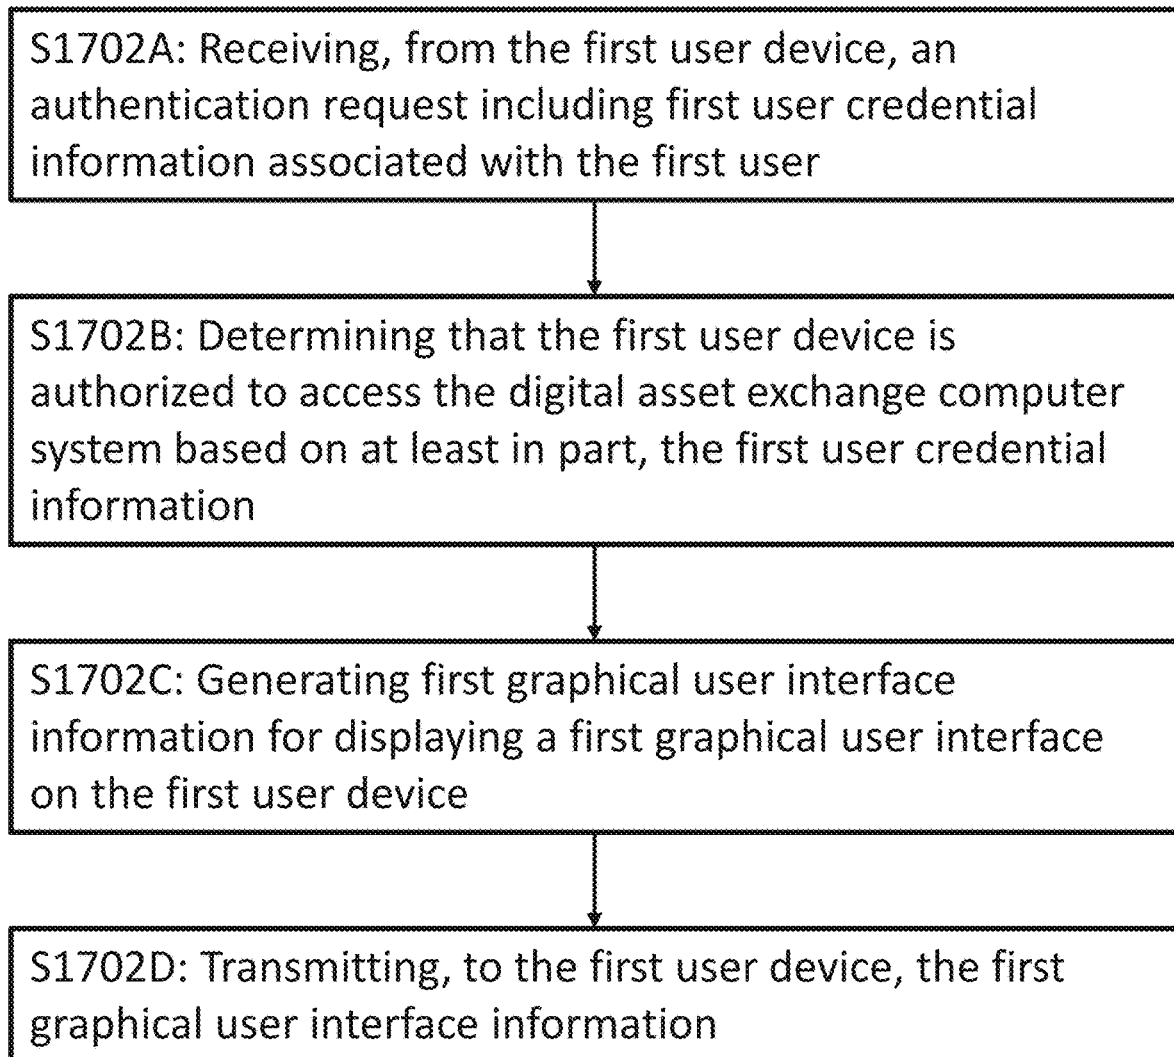 S1702A: Receiving, from the first user device, an
authentication request including first user credential
information associated with the first user
S1702B: Determining that the first user device is
authorized to access the digital asset exchange computer
system based on at least in part, the first user credential
information
S1702C: Generating first graphical user interface
information for displaying a first graphical user interface
on the first user device
S1702D: Transmitting, to the first user device, the first
graphical user interface information